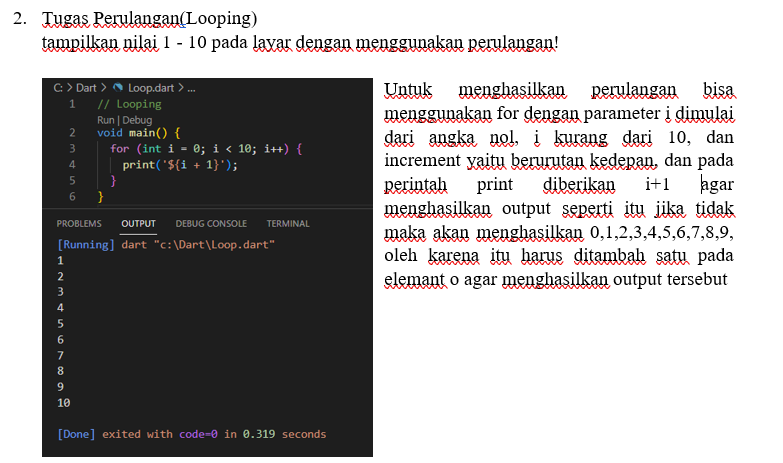 2. Tugas Perulangan(Looping)
tampilkan nilai 1 - 10 pada layar dengan menggunakan perulangan!
C: > Dart > Loop.dart > ...
1 // Looping
Run | Debug
2 void main() {
3 for (int i = 0; i < 10; i++) {
4 print('${i + 1}');
5 }
6 }
PROBLEMS OUTPUT DEBUG CONSOLE TERMINAL
[Running] dart "c:\Dart\Loop.dart"
1
2
3
4
5
6
7
8
9
10
[Done] exited with code=0 in 0.319 seconds
Untuk menghasilkan perulangan bisa
menggunakan for dengan parameter i dimulai
dari angka nol, i kurang dari 10, dan
increment yaitu berurutan kedepan, dan pada
perintah print diberikan i+1 agar
menghasilkan output seperti itu jika tidak
maka akan menghasilkan 0,1,2,3,4,5,6,7,8,9,
oleh karena itu harus ditambah satu pada
elemant o agar menghasilkan output tersebut